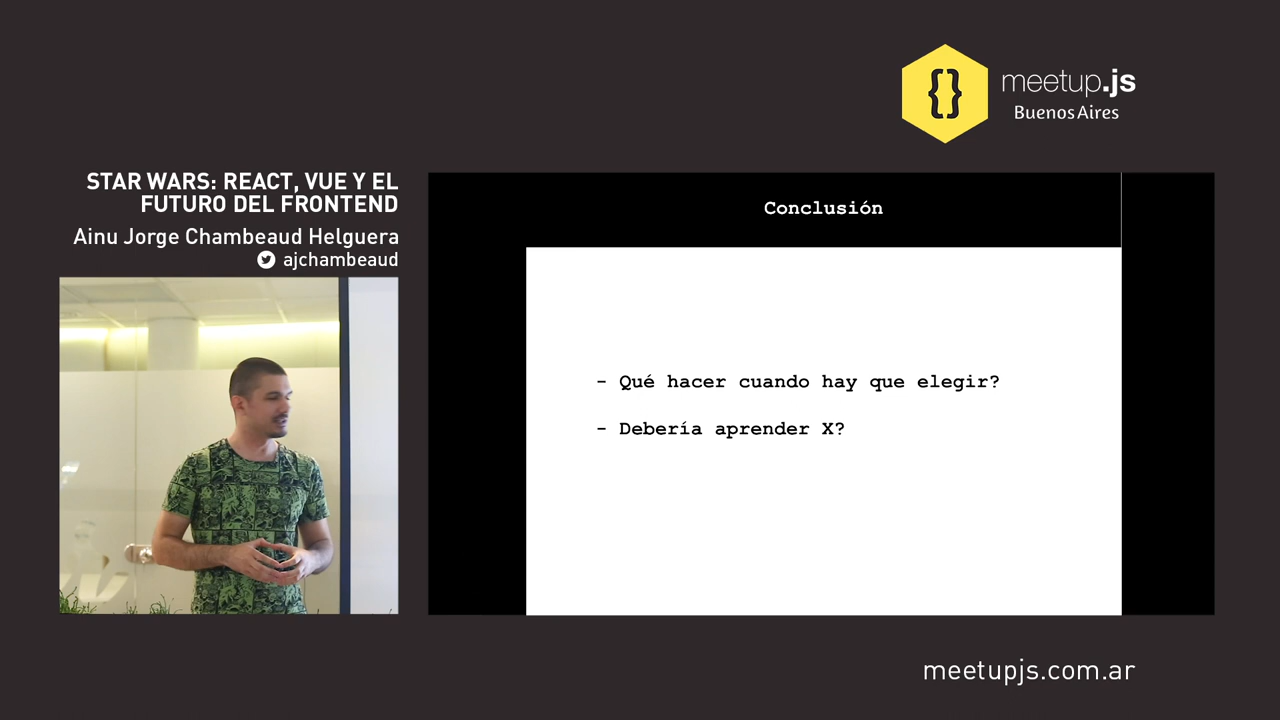 {}
meetup.js
Buenos Aires
STAR WARS: REACT, VUE Y EL
FUTURO DEL FRONTEND
Ainu Jorge Chambeaud Helguera
ajchambeaud
Conclusión
- Qué hacer cuando hay que elegir?
- Debería aprender X?
meetupjs.com.ar